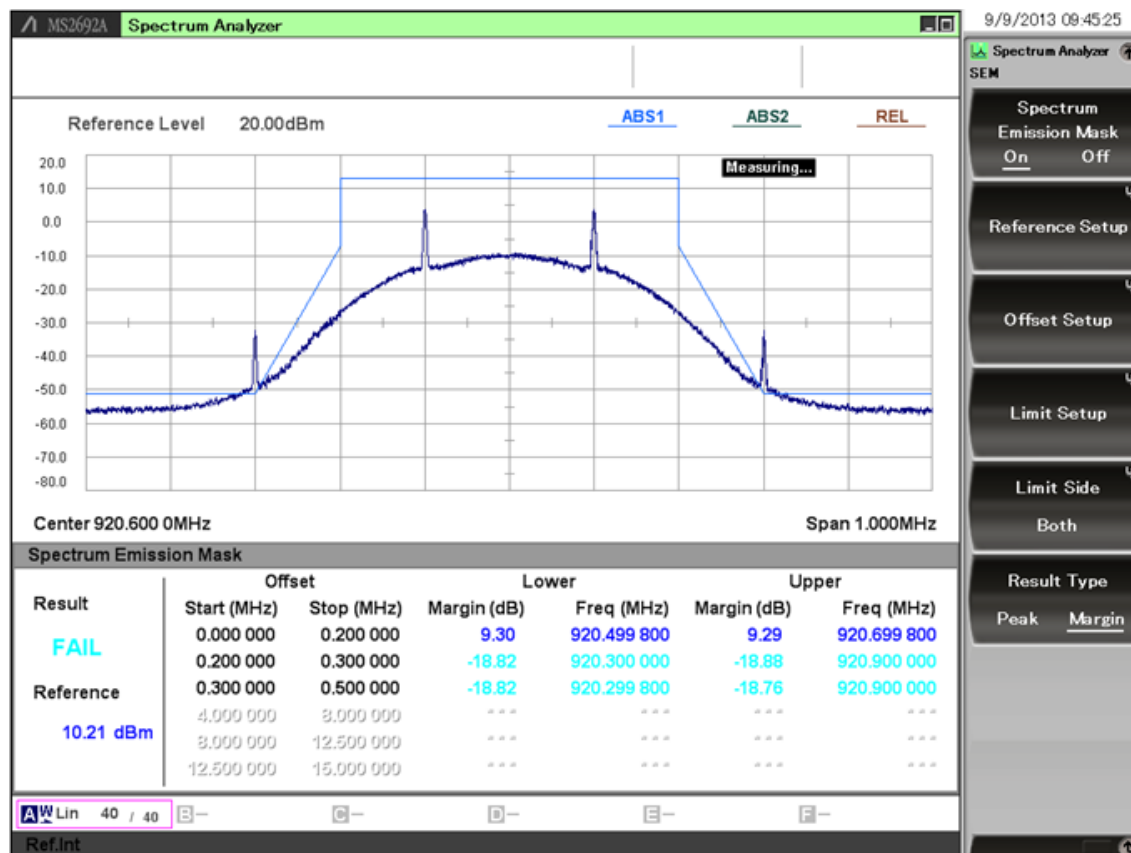 MS2692A Spectrum Analyzer
9/9/2013 09:45:25
Spectrum Analyzer
SEM
Reference Level 20.00dBm
ABS1 ABS2 REL
Measuring...
20.0
10.0
0.0
-10.0
-20.0
-30.0
-40.0
-50.0
-60.0
-70.0
-80.0
Center 920.600 0MHz Span 1.000MHz
Spectrum Emission Mask
Offset Lower Upper
Result Start (MHz) Stop (MHz) Margin (dB) Freq (MHz) Margin (dB) Freq (MHz)
FAIL 0.000 000 0.200 000 9.30 920.499 800 9.29 920.699 800
0.200 000 0.300 000 -18.82 920.300 000 -18.88 920.900 000
Reference 0.300 000 0.500 000 -18.82 920.299 800 -18.76 920.900 000
10.21 dBm 4.000 000 8.000 000 *** *** *** ***
8.000 000 12.500 000 *** *** *** ***
12.500 000 15.000 000 *** *** *** ***
A W Lin 40 / 40 B- C- D- E- F-
Ref.Int
Spectrum
Emission Mask
On Off
Reference Setup
Offset Setup
Limit Setup
Limit Side
Both
Result Type
Peak Margin